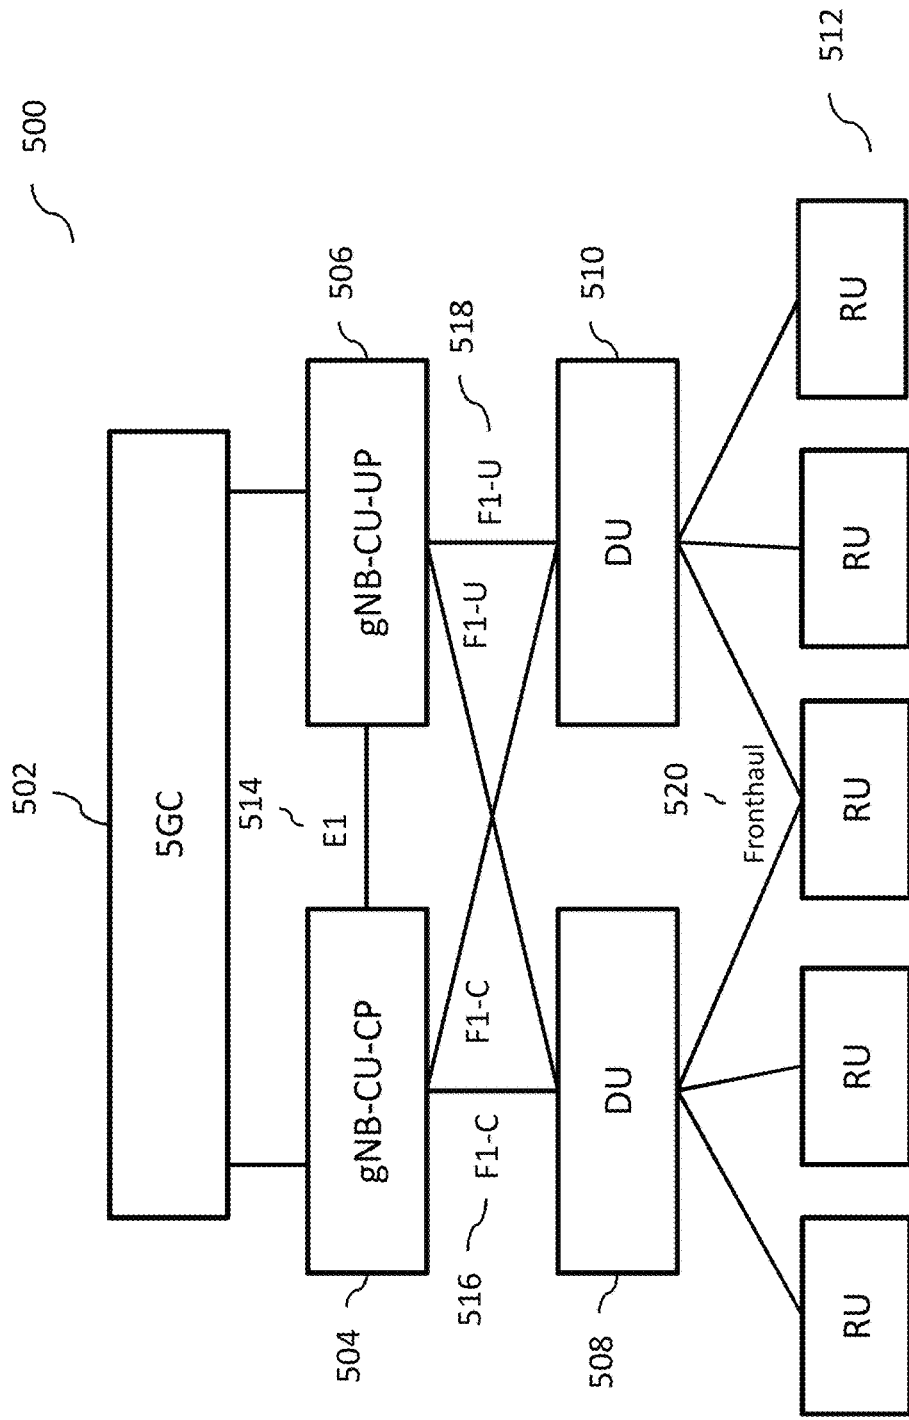 500
502
5GC
514
E1
504
gNB-CU-CP
gNB-CU-UP
506
516
F1-C
F1-C
F1-U
F1-U
518
508
DU
DU
510
520
Fronthaul
RU
RU
RU
RU
RU
512